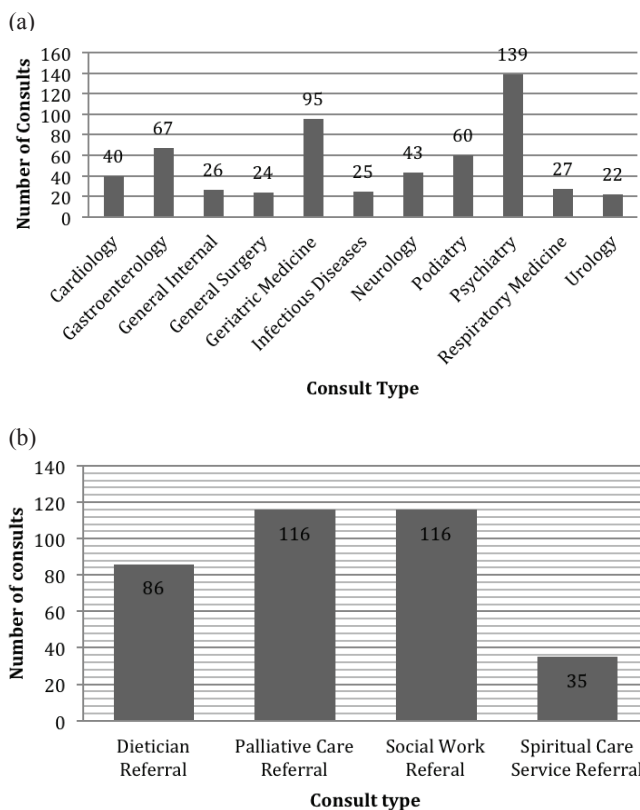 (a)
Number of Consults
160
140
120
100
80
60
40
20
0
40
67
26
24
95
25
43
60
139
27
22
Cardiology
Gastroenterology
General Internal
General Surgery
Geriatric Medicine
Infectious Diseases
Neurology
Podiatry
Psychiatry
Respiratory Medicine
Urology
Consult Type
(b)
Number of consults
140
120
100
80
60
40
20
0
86
116
116
35
Dietician
Referral
Palliative Care
Referral
Social Work
Referal
Spiritual Care
Service Referral
Consult type